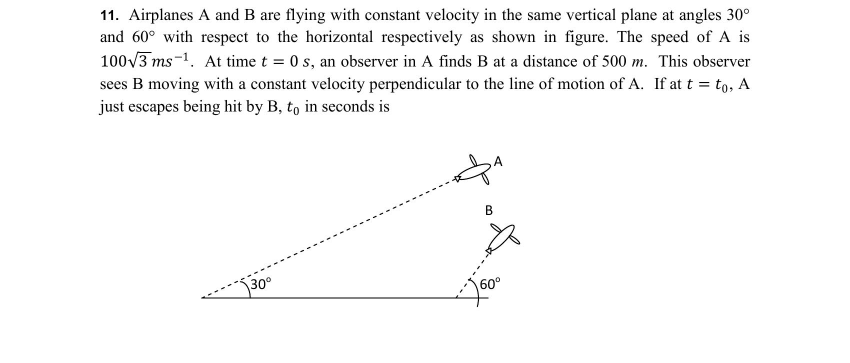 11. Airplanes A and B are flying with constant velocity in the same vertical plane at angles 30°
and 60° with respect to the horizontal respectively as shown in figure. The speed of A is
100√3 ms⁻¹. At time t = 0 s, an observer in A finds B at a distance of 500 m. This observer
sees B moving with a constant velocity perpendicular to the line of motion of A. If at t = t₀, A
just escapes being hit by B, t₀ in seconds is
A
B
30°
60°